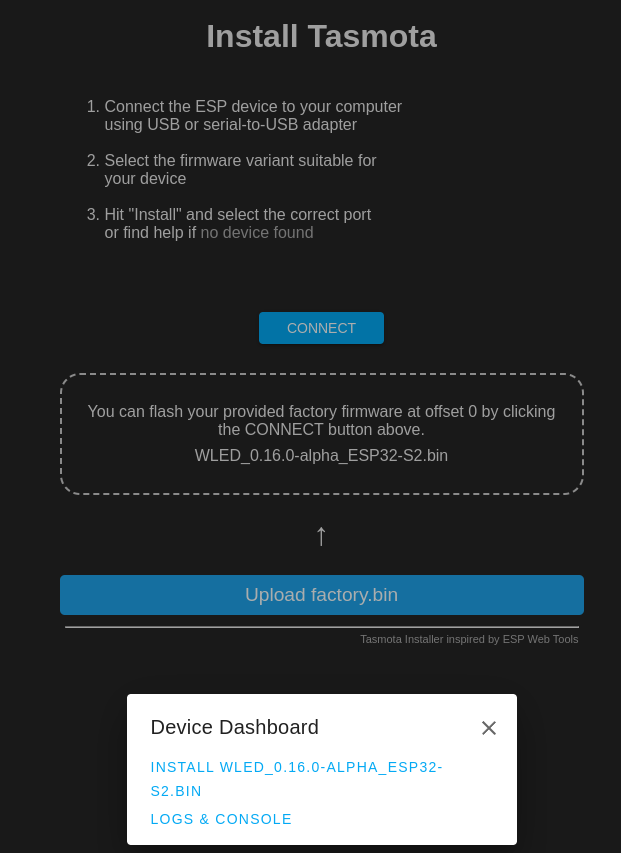 Install Tasmota
1. Connect the ESP device to your computer
using USB or serial-to-USB adapter
2. Select the firmware variant suitable for
your device
3. Hit "Install" and select the correct port
or find help if no device found
CONNECT
You can flash your provided factory firmware at offset 0 by clicking
the CONNECT button above.
WLED_0.16.0-alpha_ESP32-S2.bin
↑
Upload factory.bin
Tasmota Installer inspired by ESP Web Tools
Device Dashboard
INSTALL WLED_0.16.0-ALPHA_ESP32-
S2.BIN
LOGS & CONSOLE